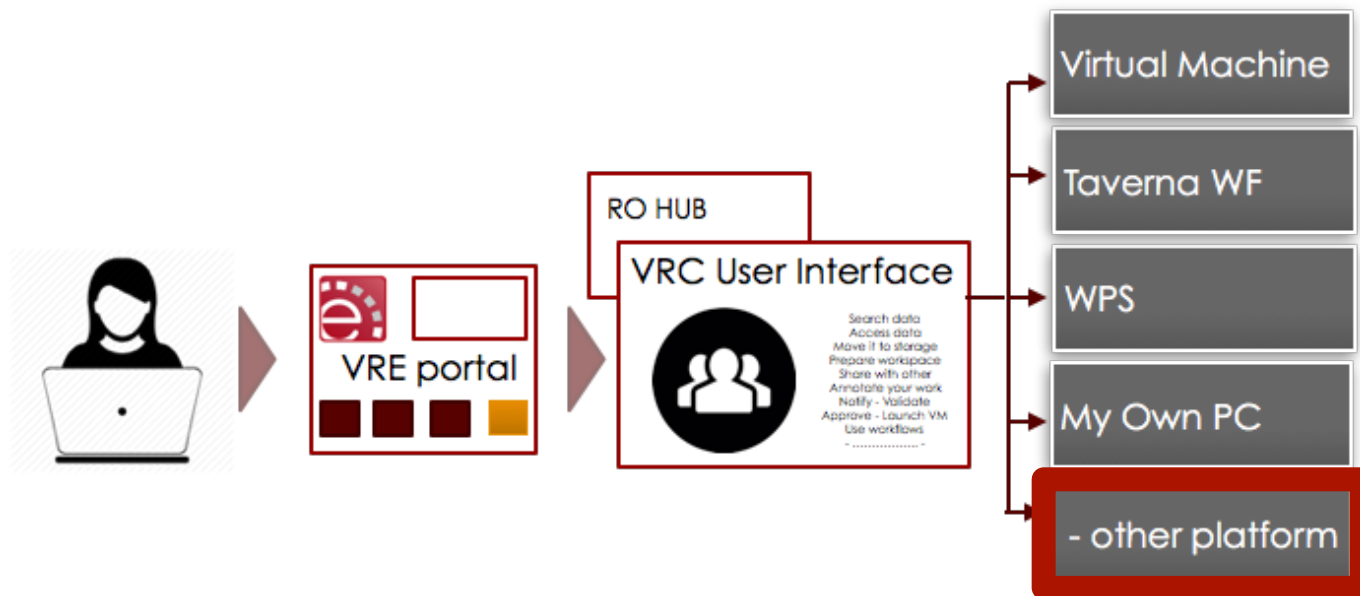 VRE portal
RO HUB
VRC User Interface
Search data
Access data
Move it to storage
Prepare workspace
Share with other
Annotate your work
Notify - Validate
Approve - Launch VM
Use workflows
- .................. -
Virtual Machine
Taverna WF
WPS
My Own PC
- other platform